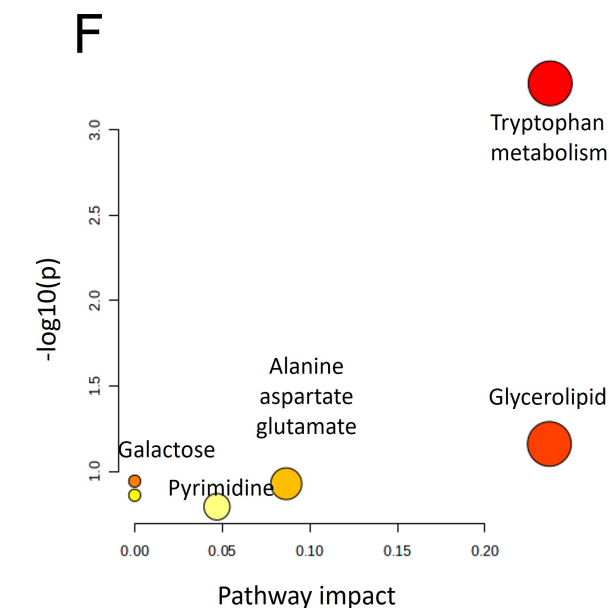 F
Tryptophan
metabolism
3.0
2.5
2.0
1.5
1.0
-log10(p)
Alanine
aspartate
glutamate
Glycerolipid
Galactose
Pyrimidine
0.00 0.05 0.10 0.15 0.20
Pathway impact